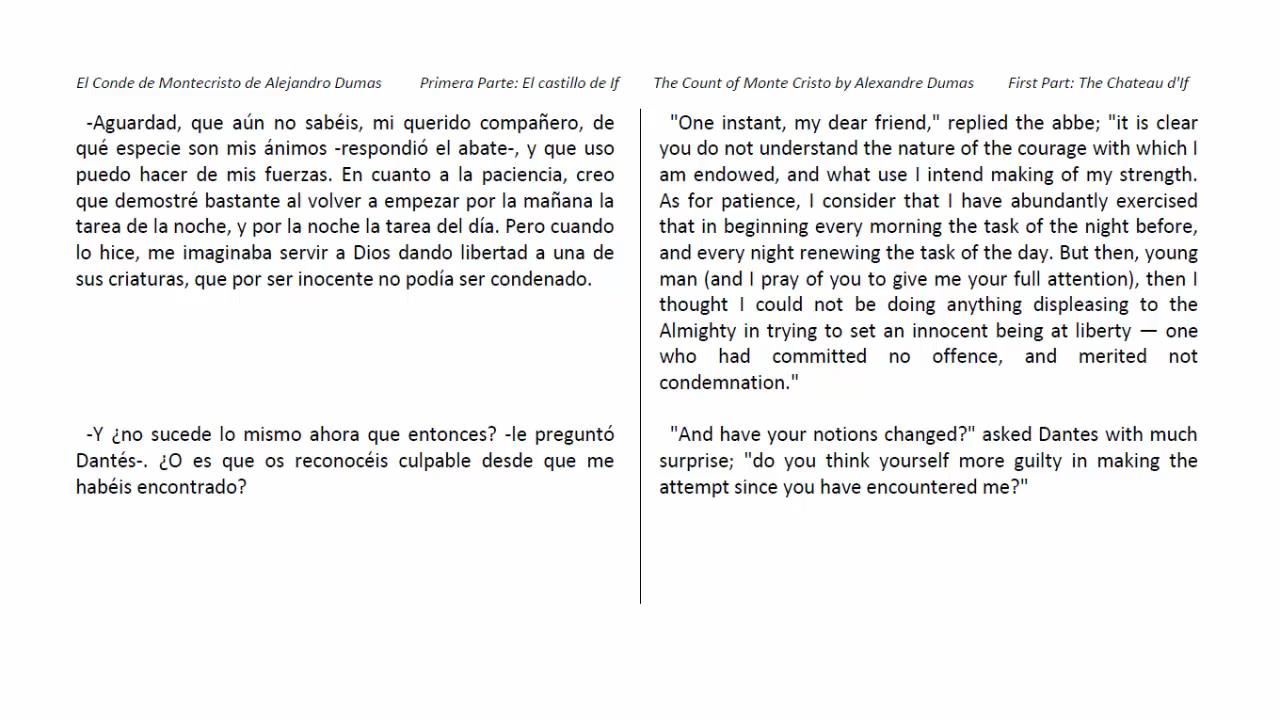 El Conde de Montecristo de Alejandro Dumas Primera Parte: El castillo de If
-Aguardad, que aún no sabéis, mi querido compañero, de
qué especie son mis ánimos -respondió el abate-, y que uso
puedo hacer de mis fuerzas. En cuanto a la paciencia, creo
que demostré bastante al volver a empezar por la mañana la
tarea de la noche, y por la noche la tarea del día. Pero cuando
lo hice, me imaginaba servir a Dios dando libertad a una de
sus criaturas, que por ser inocente no podía ser condenado.
-Y ¿no sucede lo mismo ahora que entonces? -le preguntó
Dantés-. ¿O es que os reconocéis culpable desde que me
habéis encontrado?
The Count of Monte Cristo by Alexandre Dumas First Part: The Chateau d'If
"One instant, my dear friend," replied the abbe; "it is clear
you do not understand the nature of the courage with which I
am endowed, and what use I intend making of my strength.
As for patience, I consider that I have abundantly exercised
that in beginning every morning the task of the night before,
and every night renewing the task of the day. But then, young
man (and I pray of you to give me your full attention), then I
thought I could not be doing anything displeasing to the
Almighty in trying to set an innocent being at liberty — one
who had committed no offence, and merited not
condemnation."
"And have your notions changed?" asked Dantes with much
surprise; "do you think yourself more guilty in making the
attempt since you have encountered me?"